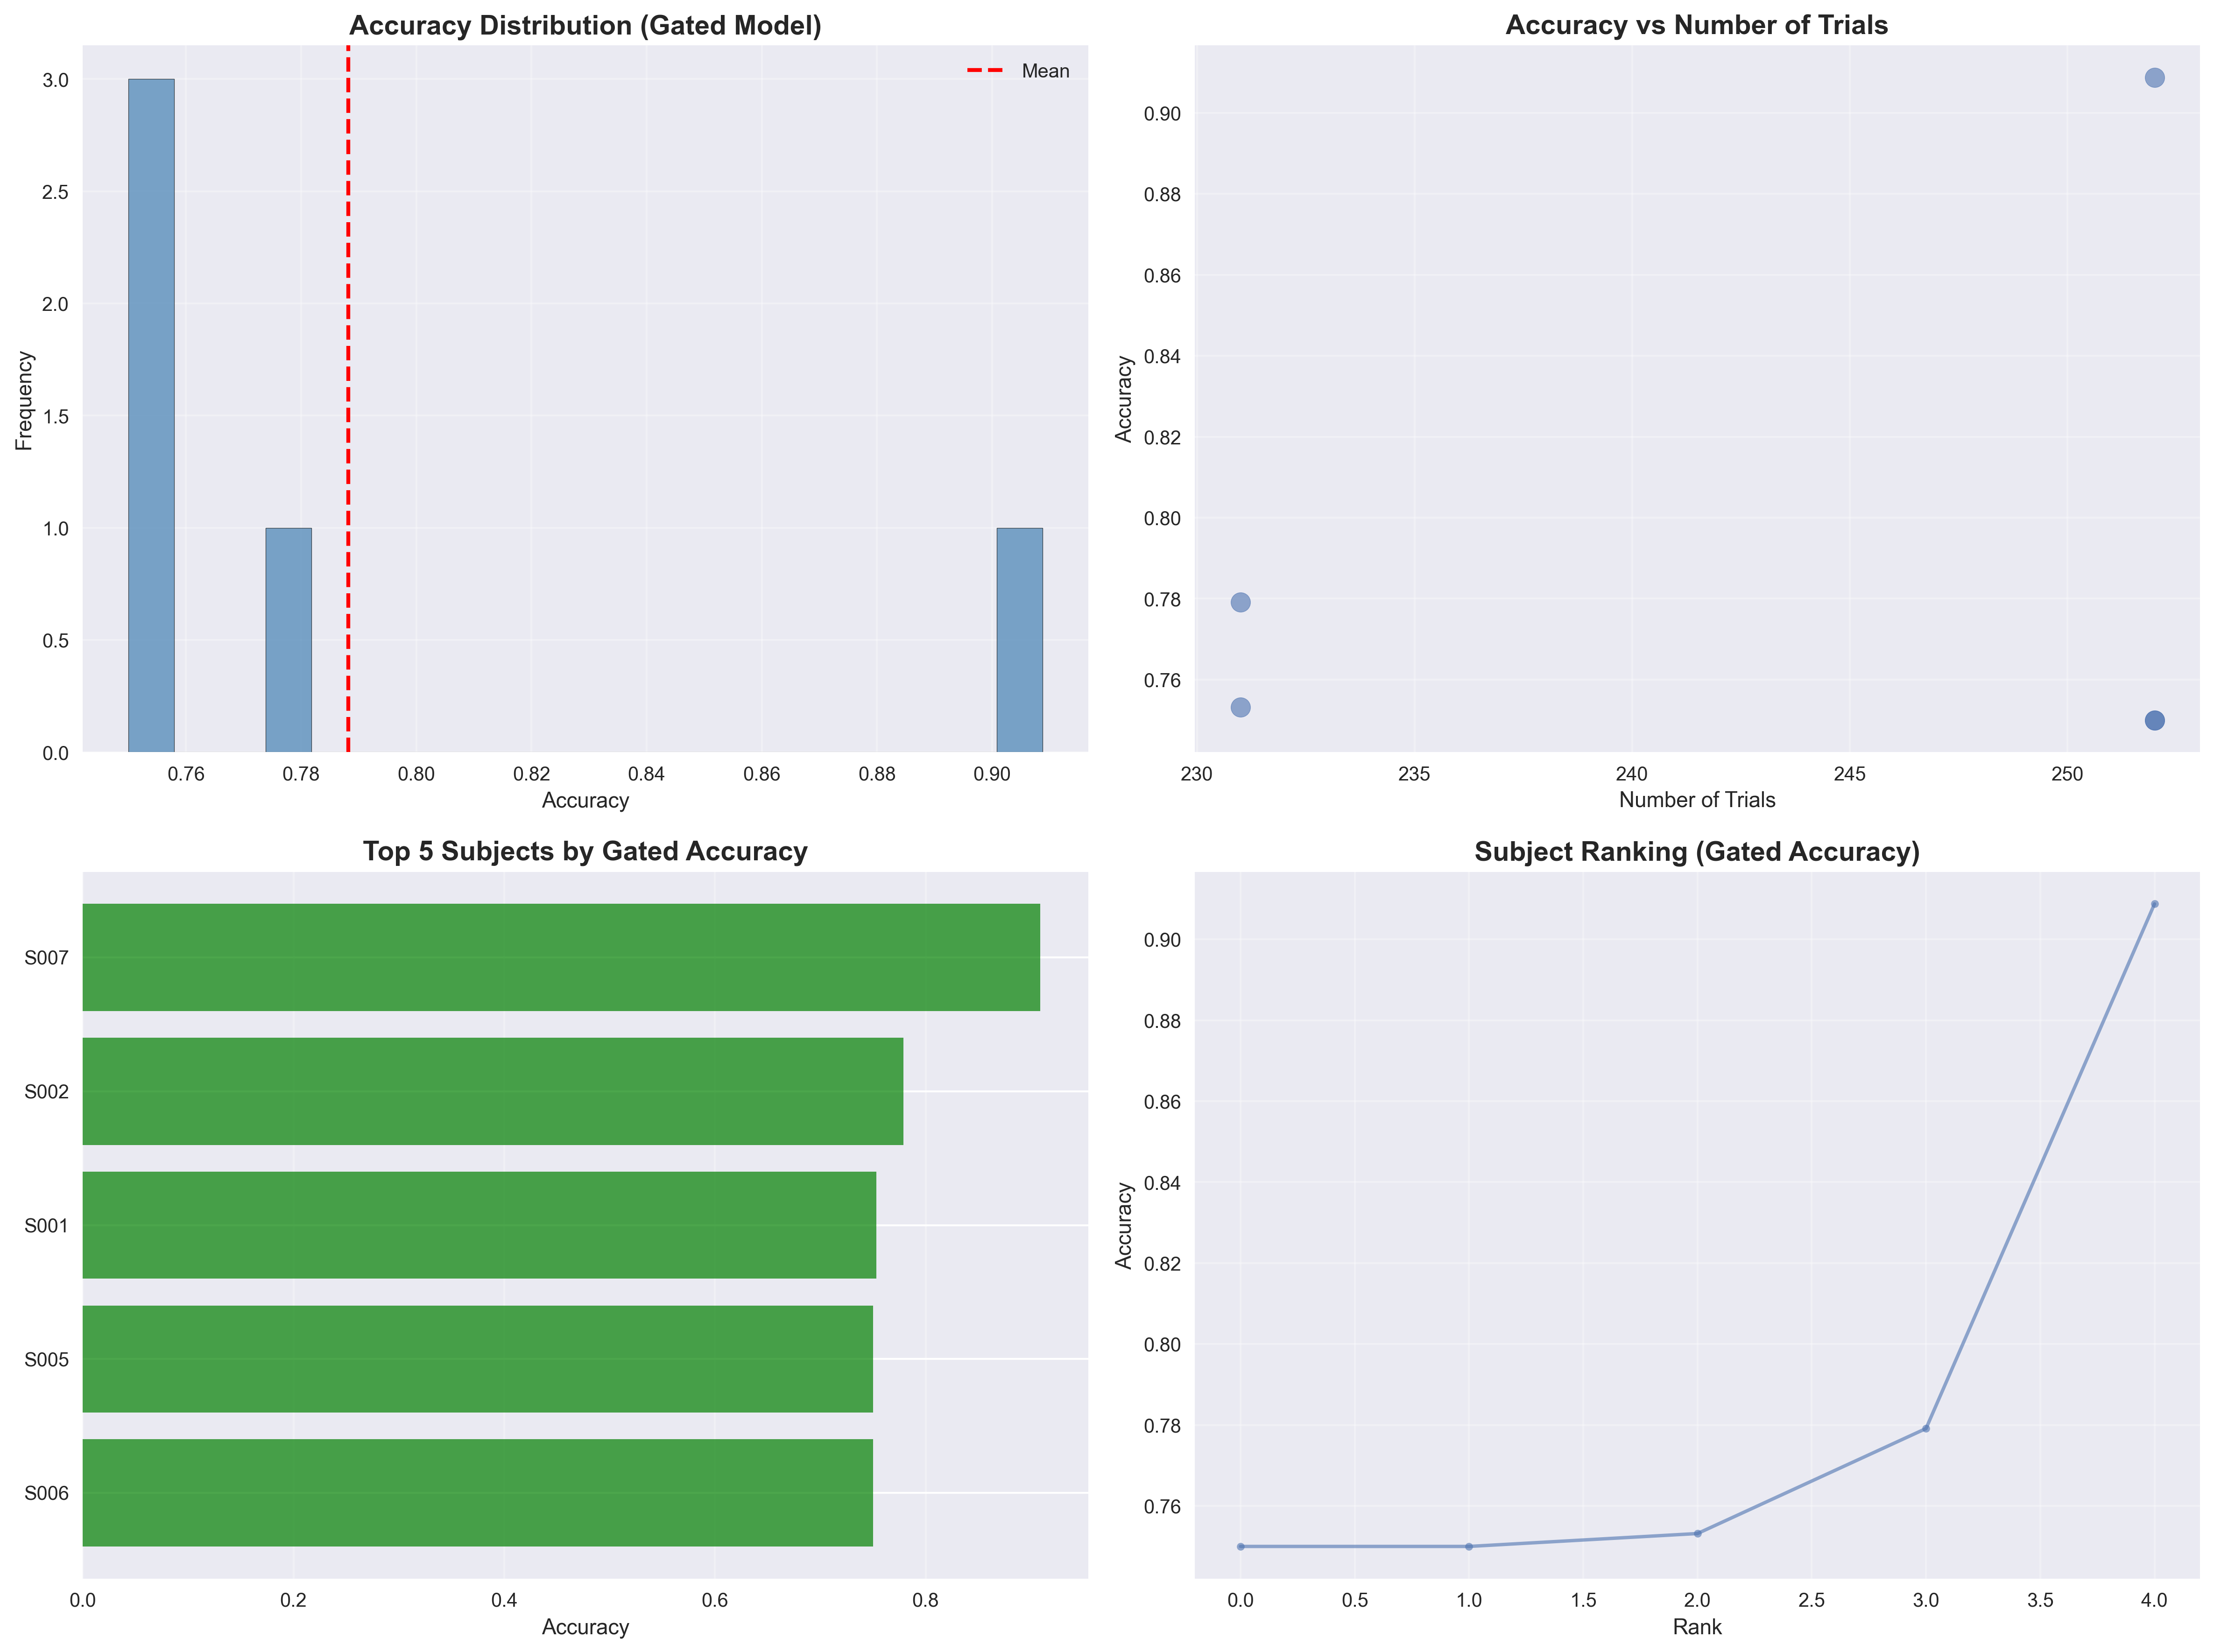 Accuracy Distribution (Gated Model)
Mean
Frequency
3.0
2.5
2.0
1.5
1.0
0.5
0.0
0.76 0.78 0.80 0.82 0.84 0.86 0.88 0.90
Accuracy
Accuracy vs Number of Trials
Accuracy
0.90
0.88
0.86
0.84
0.82
0.80
0.78
0.76
230 235 240 245 250
Number of Trials
Top 5 Subjects by Gated Accuracy
S007
S002
S001
S005
S006
0.0 0.2 0.4 0.6 0.8
Accuracy
Subject Ranking (Gated Accuracy)
Accuracy
0.90
0.88
0.86
0.84
0.82
0.80
0.78
0.76
0.0 0.5 1.0 1.5 2.0 2.5 3.0 3.5 4.0
Rank